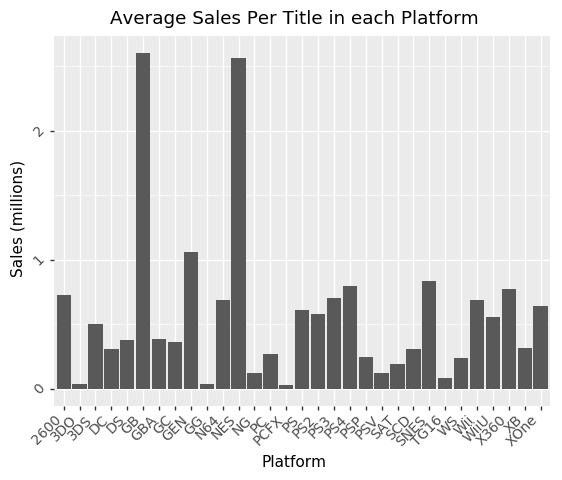 Average Sales Per Title in each Platform
Sales (millions)
2
1
0
2600
3DO
3DS
DC
DS
GB
GBA
GC
GEN
GG
N64
NES
NG
PC
PCFX
PS
PS2
PS3
PS4
PSP
PSV
SAT
SCD
SNES
TG16
WS
Wii
WiiU
X360
XB
XOne
Platform